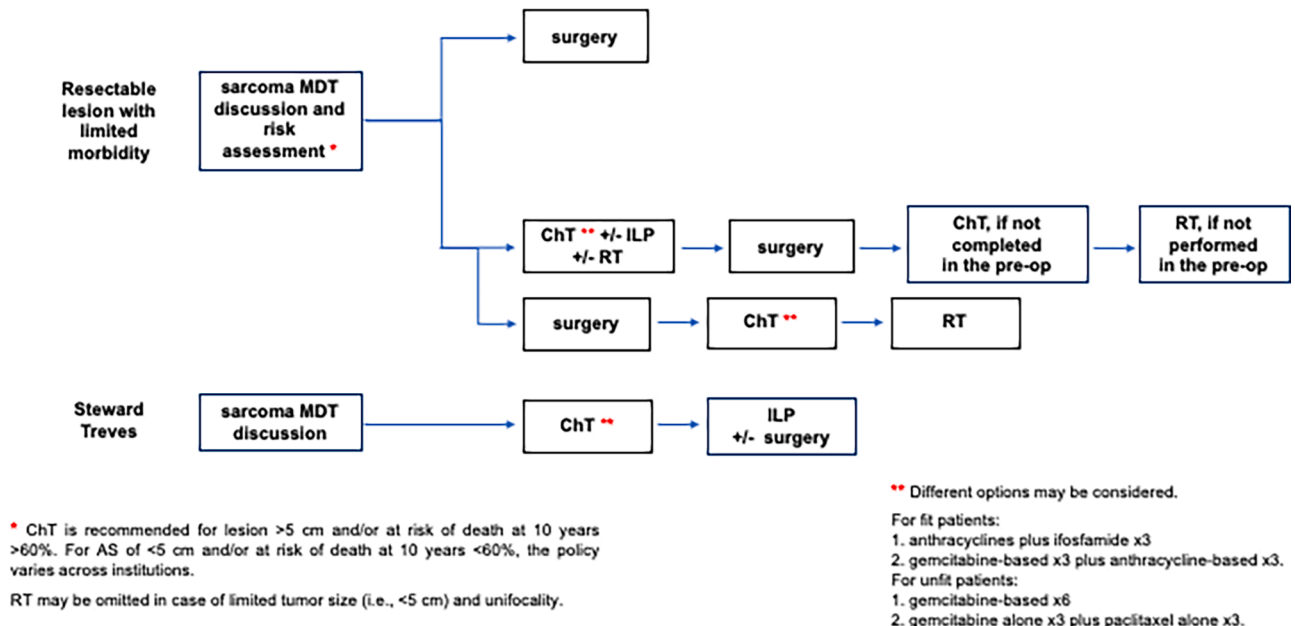 surgery
Resectable
lesion with
limited
morbidity
sarcoma MDT
discussion and
risk
assessment *
ChT ** +/- ILP
+/- RT
surgery
ChT, if not
completed
in the pre-op
RT, if not
performed
in the pre-op
surgery
ChT **
RT
Steward
Treves
sarcoma MDT
discussion
ChT **
ILP
+/- surgery
* ChT is recommended for lesion >5 cm and/or at risk of death at 10 years
>60%. For AS of <5 cm and/or at risk of death at 10 years <60%, the policy
varies across institutions.
RT may be omitted in case of limited tumor size (i.e., <5 cm) and unifocality.
** Different options may be considered.
For fit patients:
1. anthracyclines plus ifosfamide x3
2. gemcitabine-based x3 plus anthracycline-based x3.
For unfit patients:
1. gemcitabine-based x6
2. gemcitabine alone x3 plus paclitaxel alone x3.